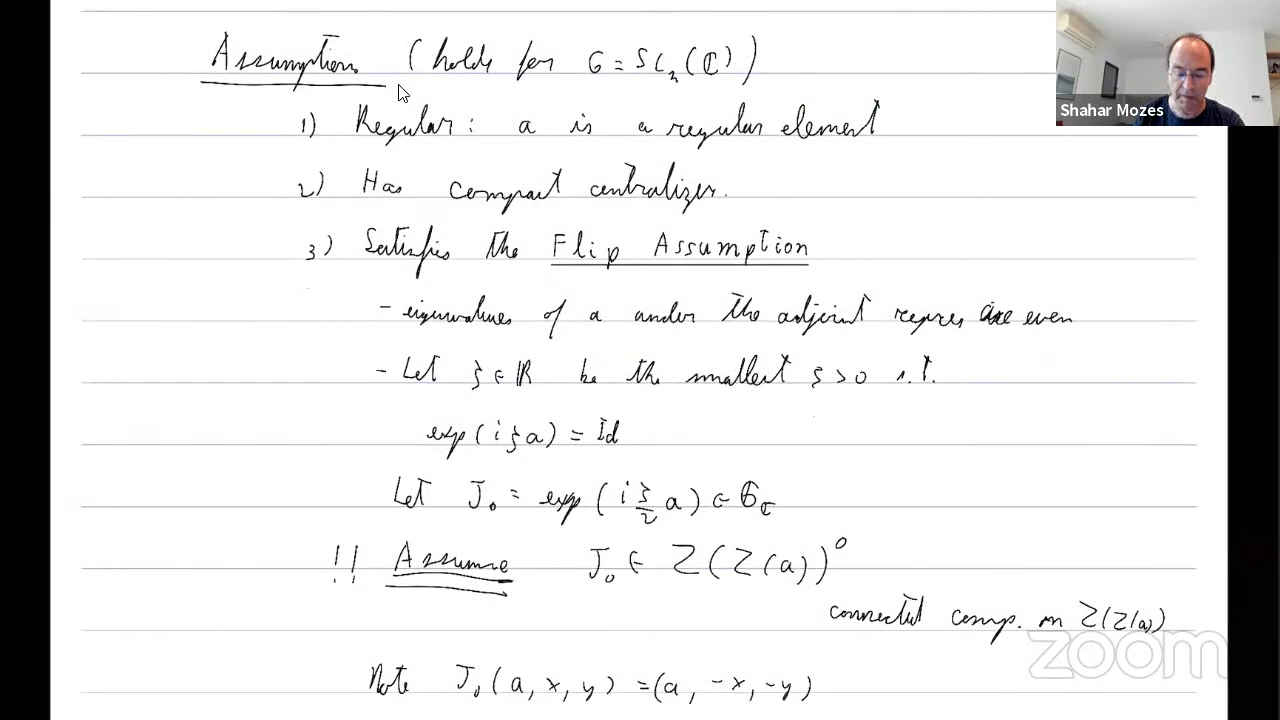 Assumption (holds for G = SL₂(ℂ))
Shahar Mozes
1) Regular: a is a regular element
2) Has compact centralizer.
3) Satisfies the Flip Assumption
- eigenvalues of a under the adjoint repres are even
- Let ξ ∈ ℝ be the smallest ξ > 0 s.t.
exp(iξa) = Id
Let J₀ = exp(i ξ/2 a) ∈ G_ℂ
!! Assume J₀ ∈ Z(Z(a))⁰
connected comp. in Z(Z(a))
zoom
Note J₀(a, x, y) = (a, -x, -y)